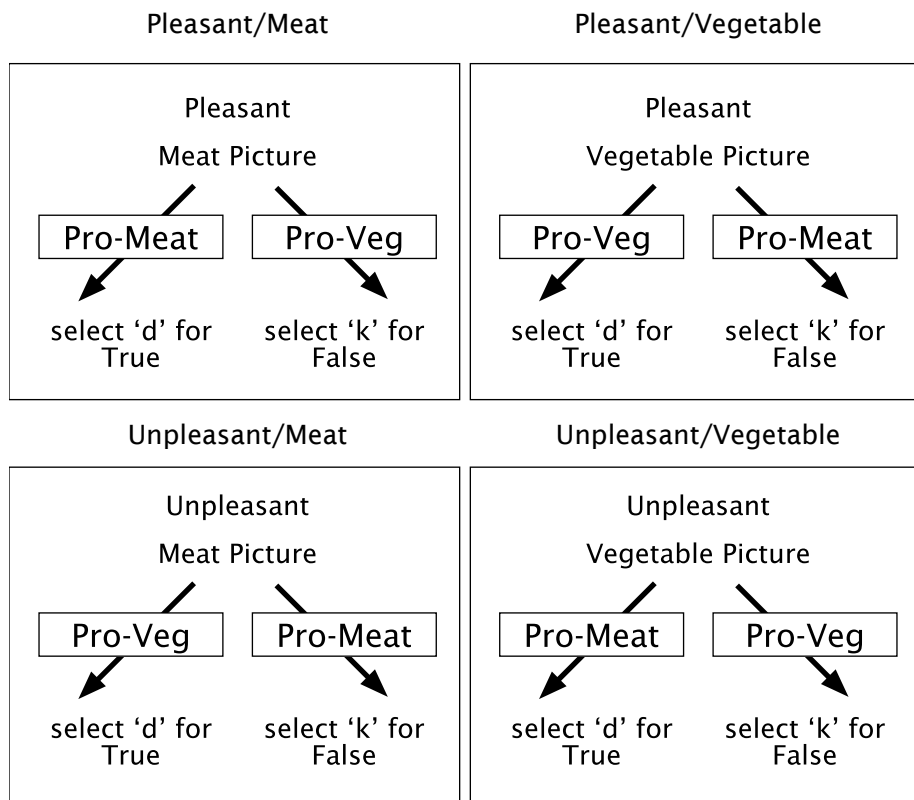 Pleasant/Meat
Pleasant/Vegetable
Pleasant
Meat Picture
Pro-Meat
Pro-Veg
select ‘d’ for
True
select ‘k’ for
False
Pleasant
Vegetable Picture
Pro-Veg
Pro-Meat
select ‘d’ for
True
select ‘k’ for
False
Unpleasant/Meat
Unpleasant/Vegetable
Unpleasant
Meat Picture
Pro-Veg
Pro-Meat
select ‘d’ for
True
select ‘k’ for
False
Unpleasant
Vegetable Picture
Pro-Meat
Pro-Veg
select ‘d’ for
True
select ‘k’ for
False